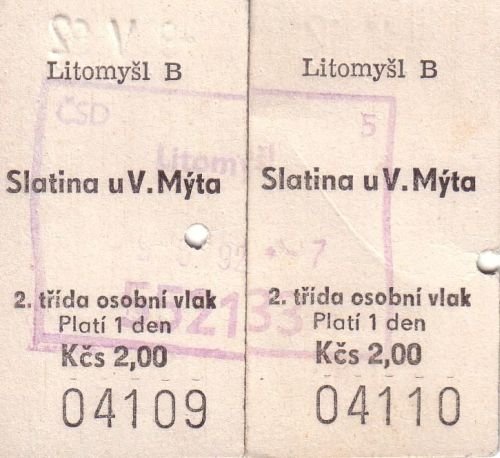 Litomyšl B
ČSD
5
Litomyšl
Slatina u V. Mýta
2. třída osobní vlak
Platí 1 den
Kčs 2,00
04109
Litomyšl B
Slatina u V. Mýta
2. třída osobní vlak
Platí 1 den
Kčs 2,00
04110